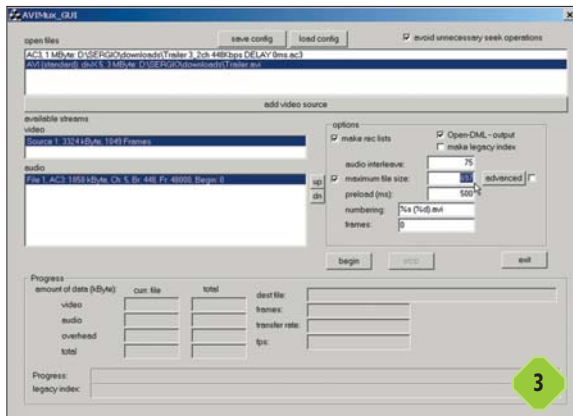 AVIMux_GUI
open files
save config
load config
avoid unnecessary seek operations
AC3, 1 MByte: D:\SERGIO\downloads\Trailer 3_2ch 448Kbps DELAY 0ms.ac3
AVI (standard): divX 5, 3 MByte: D:\SERGIO\downloads\Trailer.avi
add video source
available streams
video
Source 1: 3324 kByte, 1049 Frames
audio
File 1, AC3: 1858 kByte, Ch: 5, Br: 448, Fr: 48000, Begin: 0
up
dn
options
make rec lists
Open-DML - output
make legacy index
audio interleave:
75
maximum file size:
697
advanced
preload (ms):
500
numbering:
%s (%d).avi
frames:
0
begin
stop
exit
Progress
amount of data (kByte):
curr. file
total
video
audio
overhead
total
dest file:
frames:
transfer rate:
fps:
Progress:
legacy index:
3